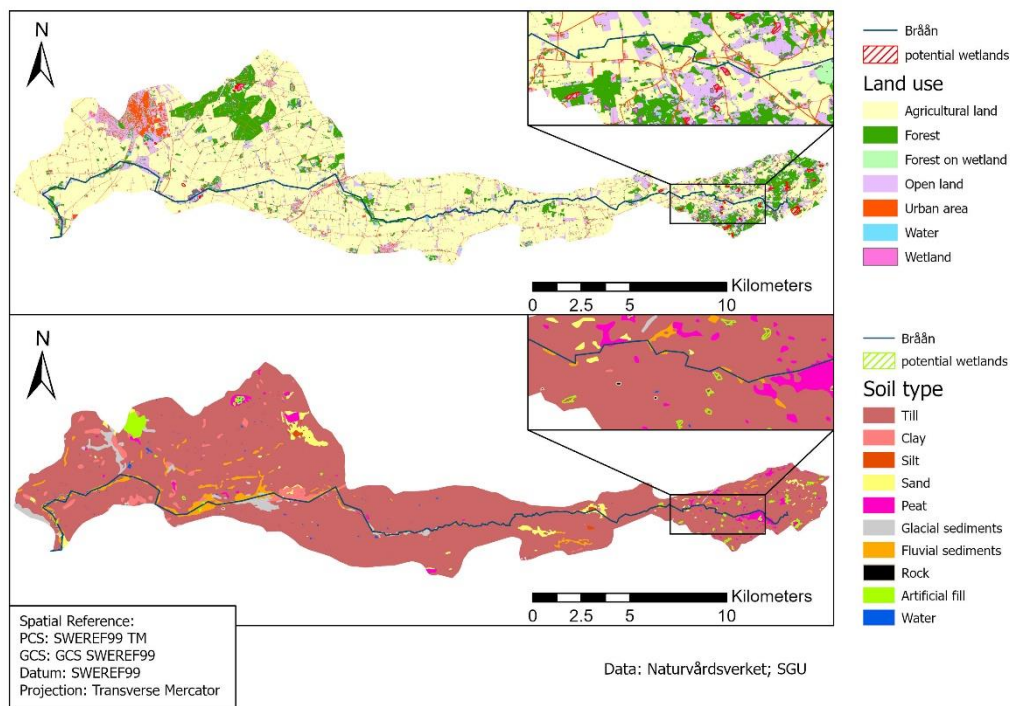 N
Kilometers
0 2.5 5 10
Bråån
potential wetlands
Land use
Agricultural land
Forest
Forest on wetland
Open land
Urban area
Water
Wetland
N
Kilometers
0 2.5 5 10
Bråån
potential wetlands
Soil type
Till
Clay
Silt
Sand
Peat
Glacial sediments
Fluvial sediments
Rock
Artificial fill
Water
Spatial Reference:
PCS: SWEREF99 TM
GCS: GCS SWEREF99
Datum: SWEREF99
Projection: Transverse Mercator
Data: Naturvårdsverket; SGU